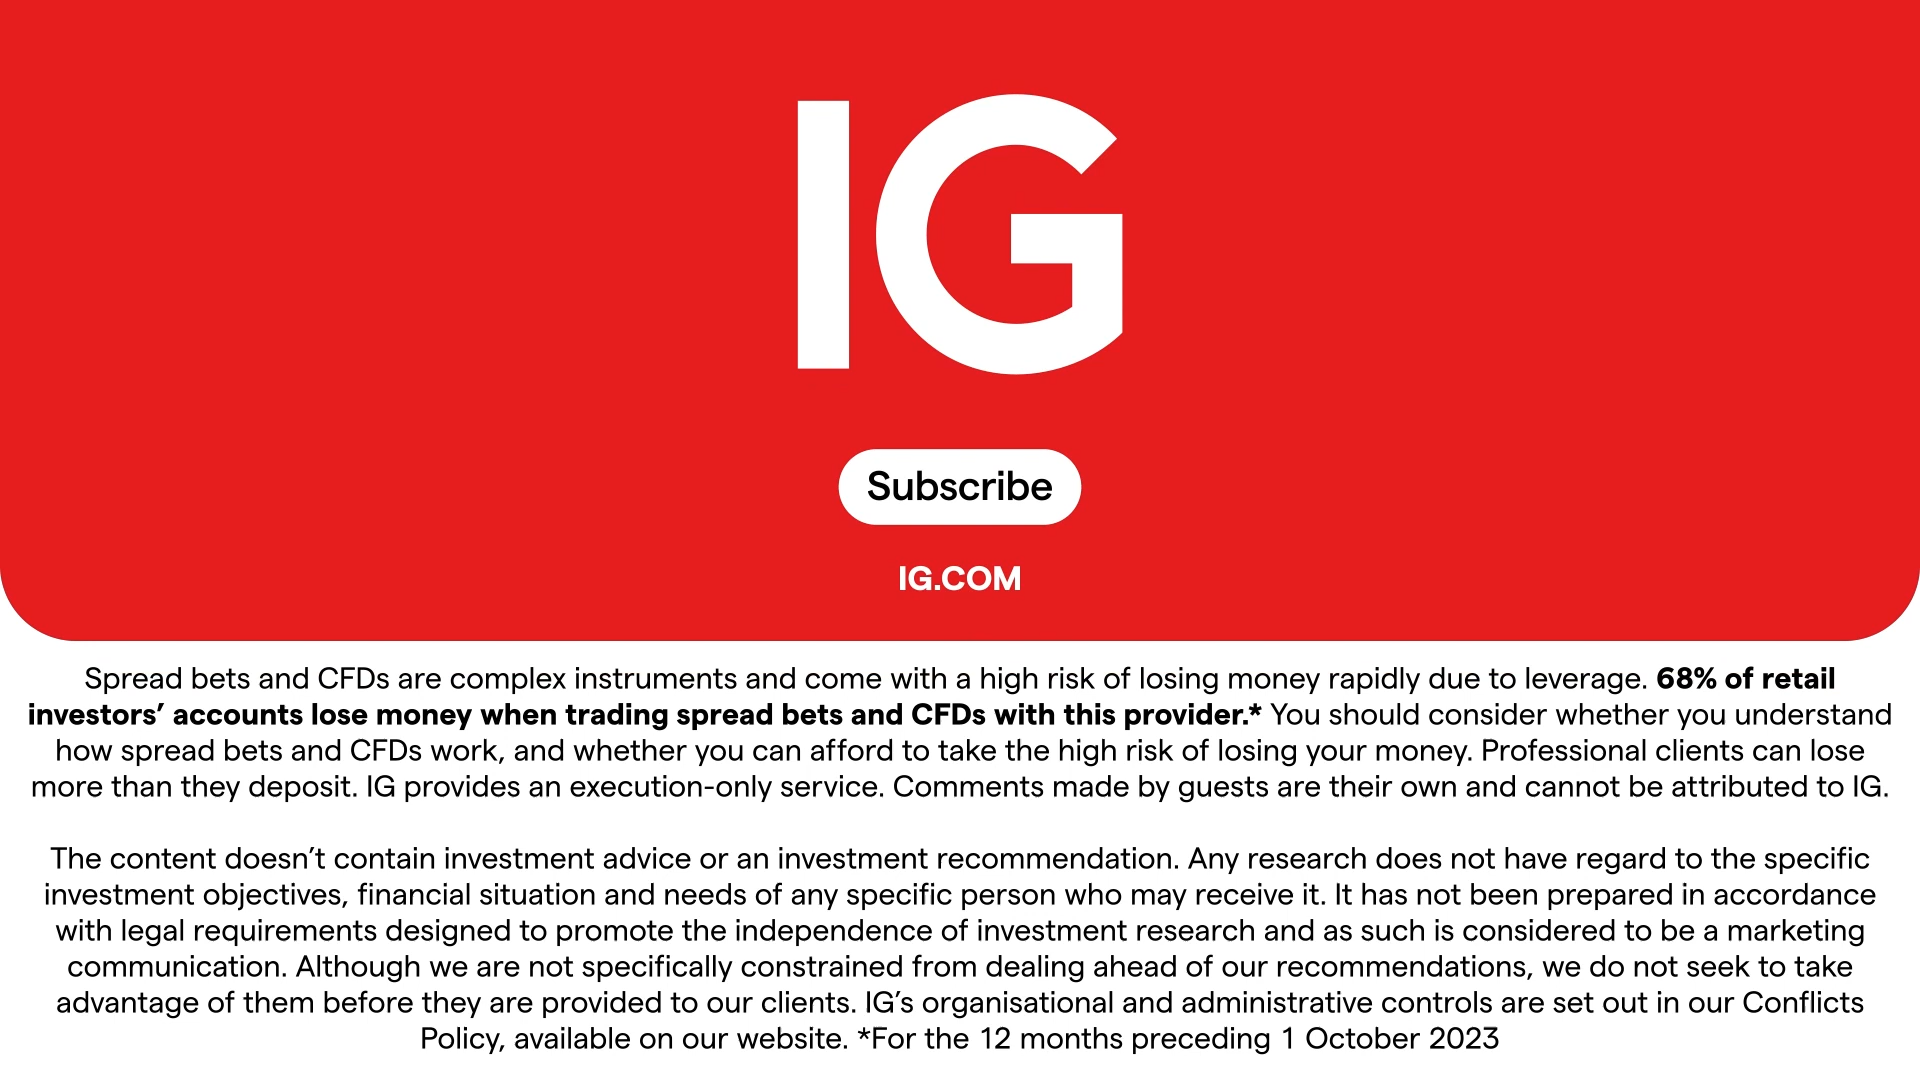 IG
Subscribe
IG.COM
Spread bets and CFDs are complex instruments and come with a high risk of losing money rapidly due to leverage. 68% of retail
investors’ accounts lose money when trading spread bets and CFDs with this provider.* You should consider whether you understand
how spread bets and CFDs work, and whether you can afford to take the high risk of losing your money. Professional clients can lose
more than they deposit. IG provides an execution-only service. Comments made by guests are their own and cannot be attributed to IG.
The content doesn’t contain investment advice or an investment recommendation. Any research does not have regard to the specific
investment objectives, financial situation and needs of any specific person who may receive it. It has not been prepared in accordance
with legal requirements designed to promote the independence of investment research and as such is considered to be a marketing
communication. Although we are not specifically constrained from dealing ahead of our recommendations, we do not seek to take
advantage of them before they are provided to our clients. IG’s organisational and administrative controls are set out in our Conflicts
Policy, available on our website. *For the 12 months preceding 1 October 2023